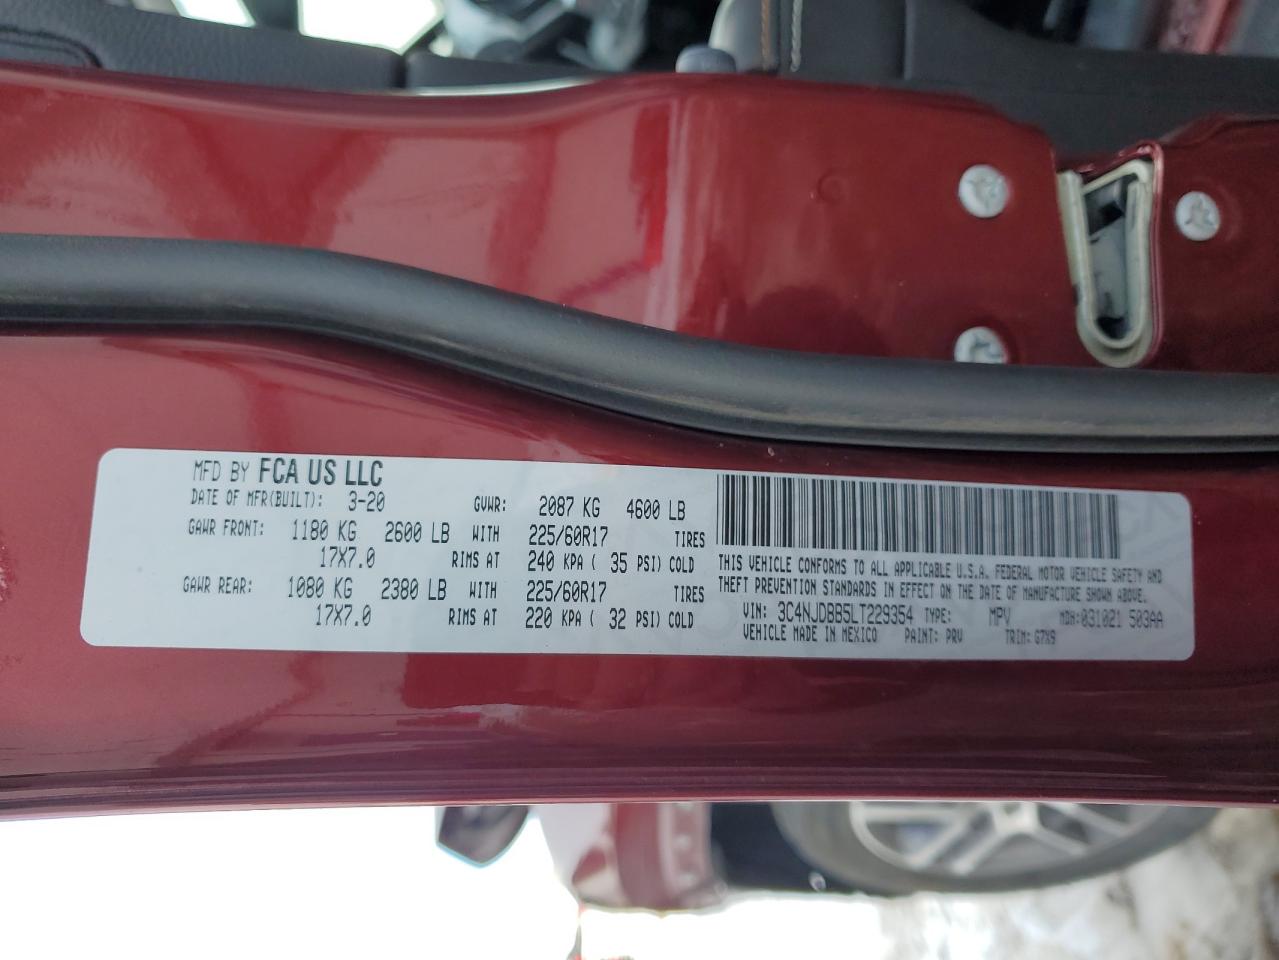 MFD BY FCA US LLC
DATE OF MFR(BUILT): 3-20 GVWR: 2087 KG 4600 LB
GAWR FRONT: 1180 KG 2600 LB WITH 225/60R17 TIRES
17X7.0 RIMS AT 240 KPA ( 35 PSI) COLD
GAWR REAR: 1080 KG 2380 LB WITH 225/60R17 TIRES
17X7.0 RIMS AT 220 KPA ( 32 PSI) COLD
THIS VEHICLE CONFORMS TO ALL APPLICABLE U.S.A. FEDERAL MOTOR VEHICLE SAFETY AND
THEFT PREVENTION STANDARDS IN EFFECT ON THE DATE OF MANUFACTURE SHOWN ABOVE.
VIN: 3C4NJDBB5LT229354 TYPE: MPV MDH:031021 503AA
VEHICLE MADE IN MEXICO PAINT: PRV TRIM: G7X9